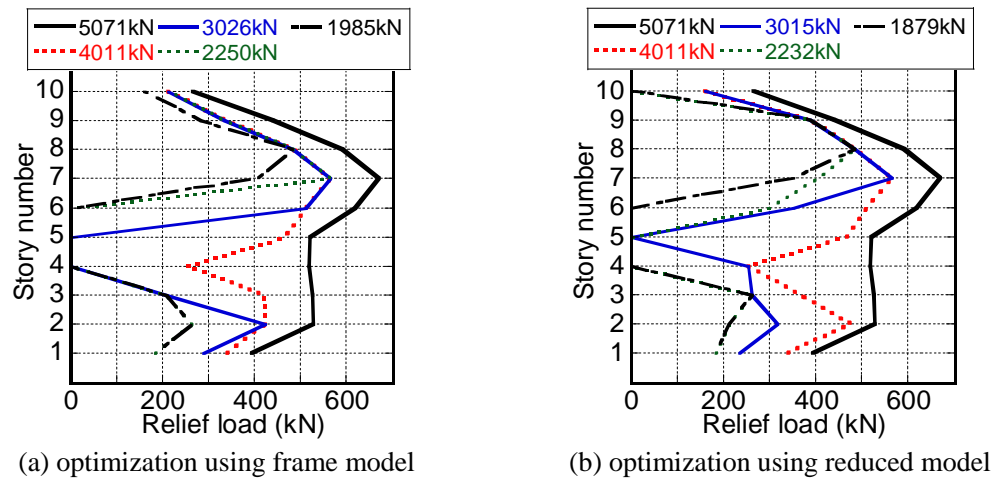 5071kN 3026kN 1985kN
4011kN 2250kN
10
9
8
7
6
5
4
3
2
1
Story number
0 200 400 600
Relief load (kN)
(a) optimization using frame model
5071kN 3015kN 1879kN
4011kN 2232kN
10
9
8
7
6
5
4
3
2
1
Story number
0 200 400 600
Relief load (kN)
(b) optimization using reduced model